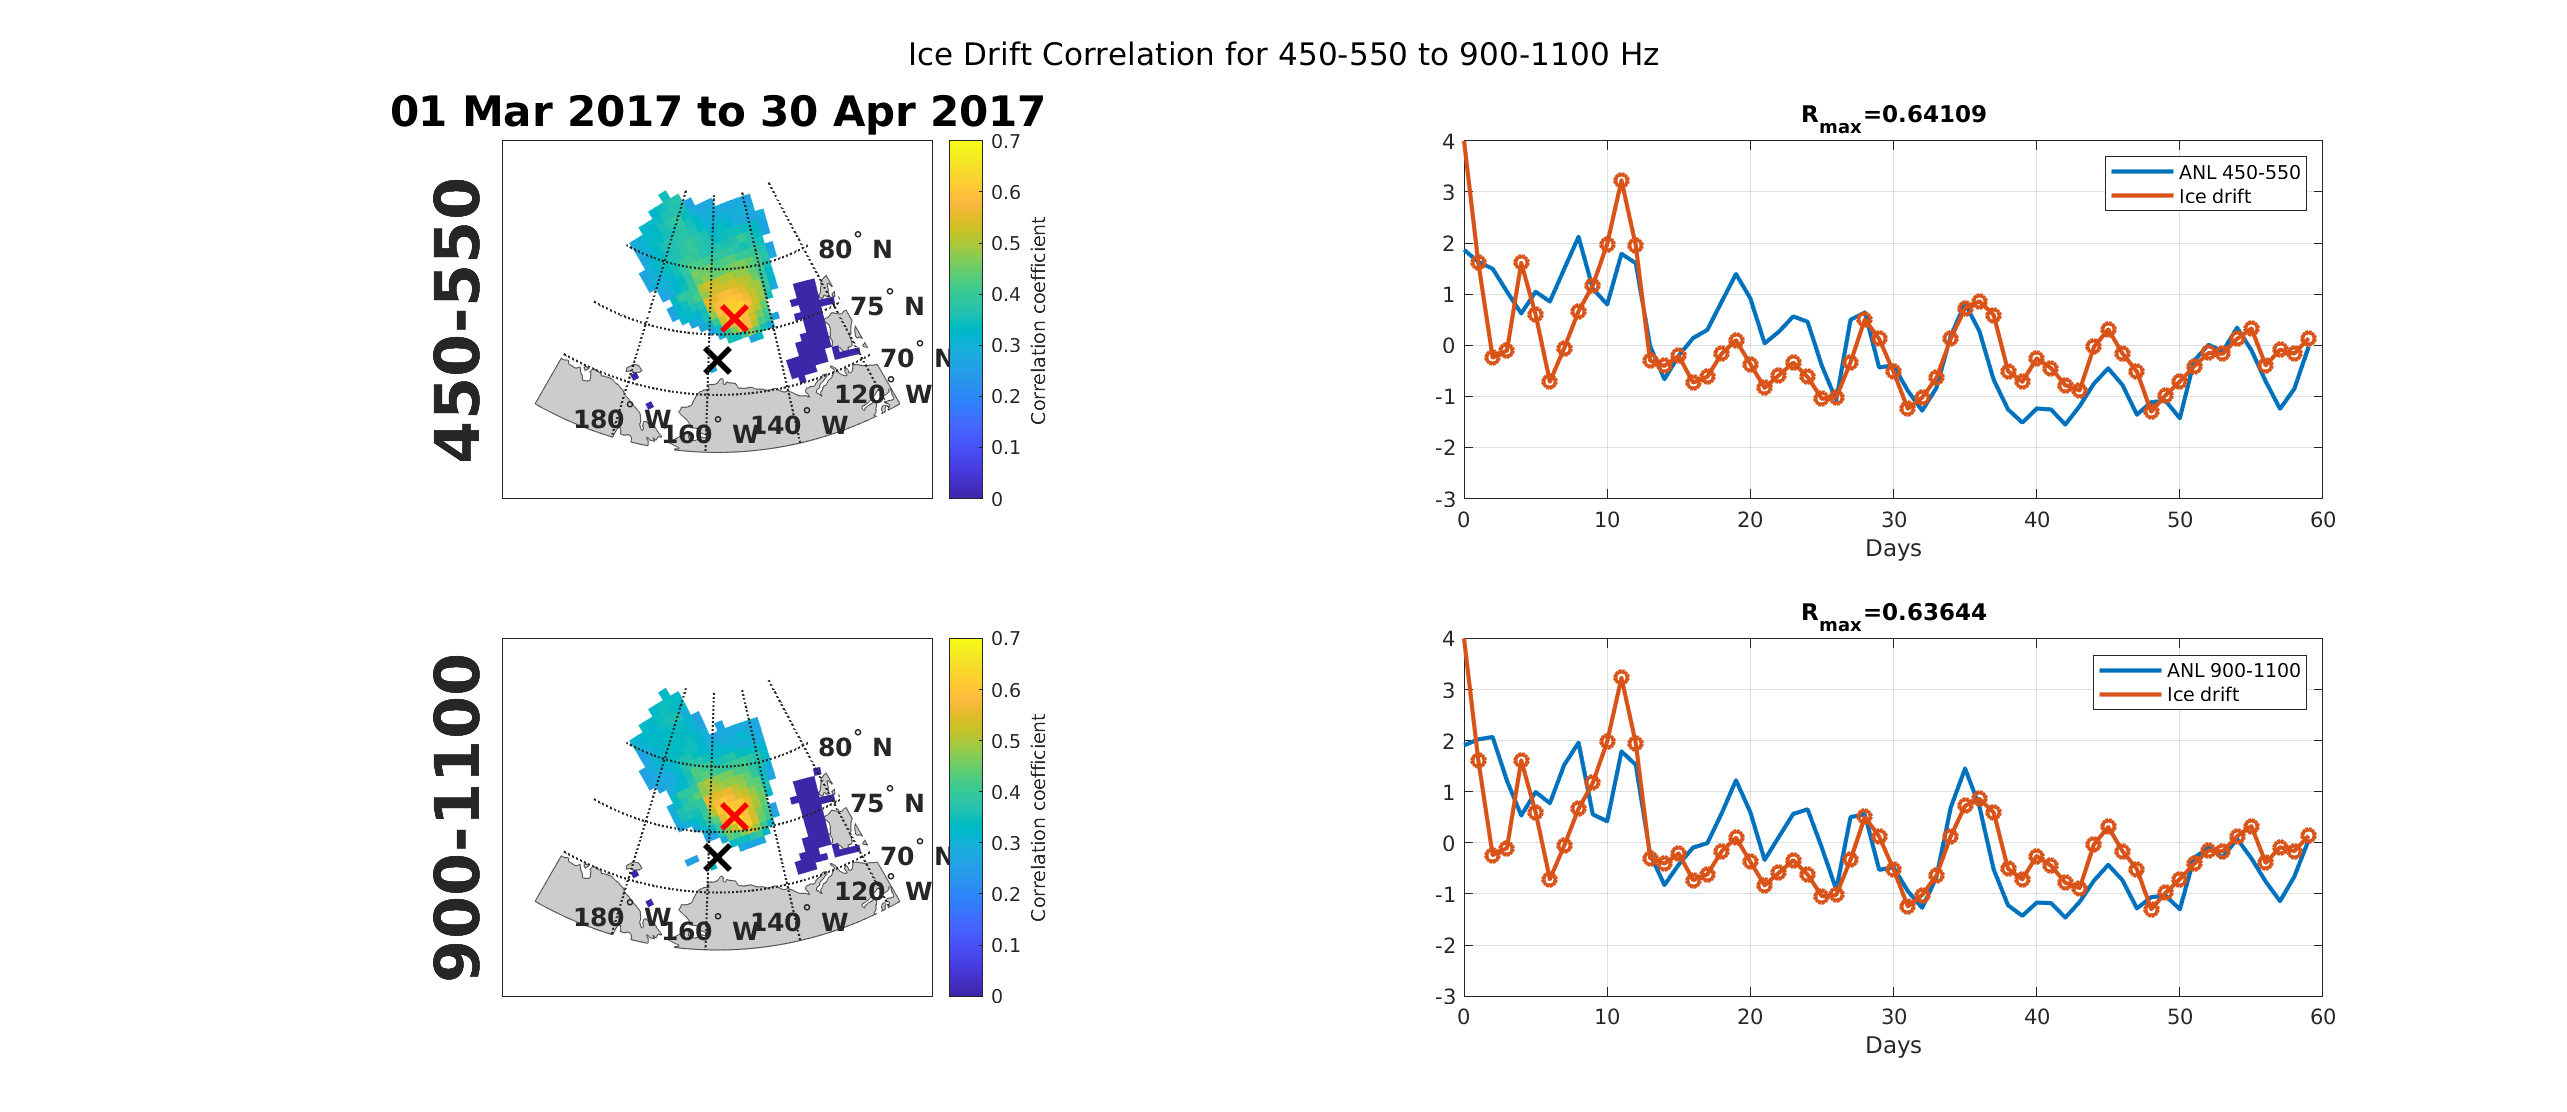 Ice Drift Correlation for 450-550 to 900-1100 Hz
01 Mar 2017 to 30 Apr 2017
450-550
80° N
75° N
70° N
120° W
140° W
160° W
180° W
0.7
0.6
0.5
0.4
0.3
0.2
0.1
0
Correlation coefficient
Rmax=0.64109
4
3
2
1
0
-1
-2
-3
0 10 20 30 40 50 60
Days
ANL 450-550
Ice drift
900-1100
80° N
75° N
70° N
120° W
140° W
160° W
180° W
0.7
0.6
0.5
0.4
0.3
0.2
0.1
0
Correlation coefficient
Rmax=0.63644
4
3
2
1
0
-1
-2
-3
0 10 20 30 40 50 60
Days
ANL 900-1100
Ice drift